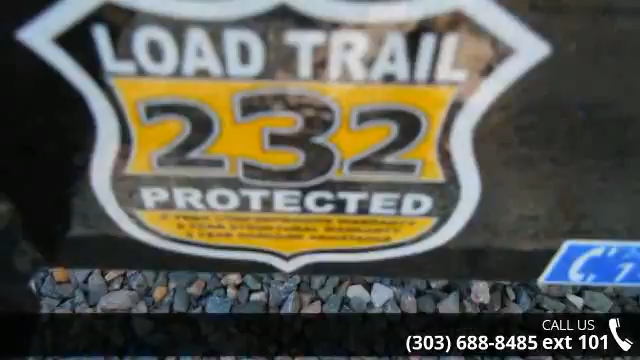 LOAD TRAIL
232
PROTECTED
CALL US
(303) 688-8485 ext 101